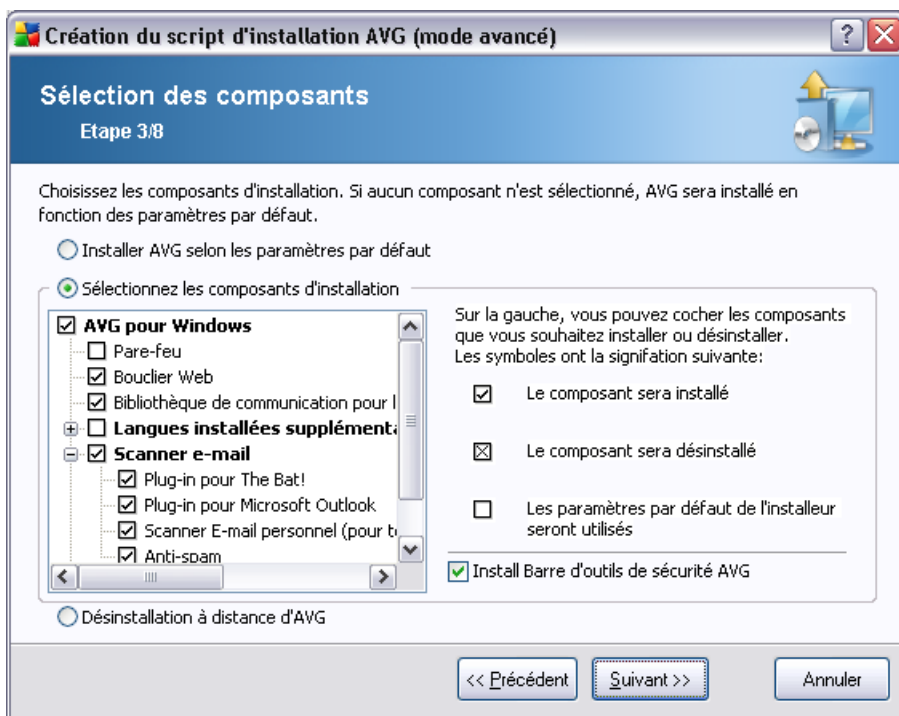 Création du script d'installation AVG (mode avancé)
Sélection des composants
Etape 3/8
Choisissez les composants d'installation. Si aucun composant n'est sélectionné, AVG sera installé en
fonction des paramètres par défaut.
Installer AVG selon les paramètres par défaut
Sélectionnez les composants d'installation
AVG pour Windows
Pare-feu
Bouclier Web
Bibliothèque de communication pour l
Langues installées supplémenta
Scanner e-mail
Plug-in pour The Bat!
Plug-in pour Microsoft Outlook
Scanner E-mail personnel (pour to
Anti-spam
Sur la gauche, vous pouvez cocher les composants
que vous souhaitez installer ou désinstaller.
Les symboles ont la signifation suivante:
Le composant sera installé
Le composant sera désinstallé
Les paramètres par défaut de l'installeur
seront utilisés
Install Barre d'outils de sécurité AVG
Désinstallation à distance d'AVG
<< Précédent
Suivant >>
Annuler